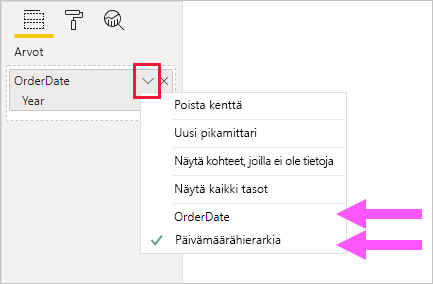 Arvot
OrderDate
Year
Poista kenttä
Uusi pikamittari
Näytä kohteet, joilla ei ole tietoja
Näytä kaikki tasot
OrderDate
Päivämäärähierarkia